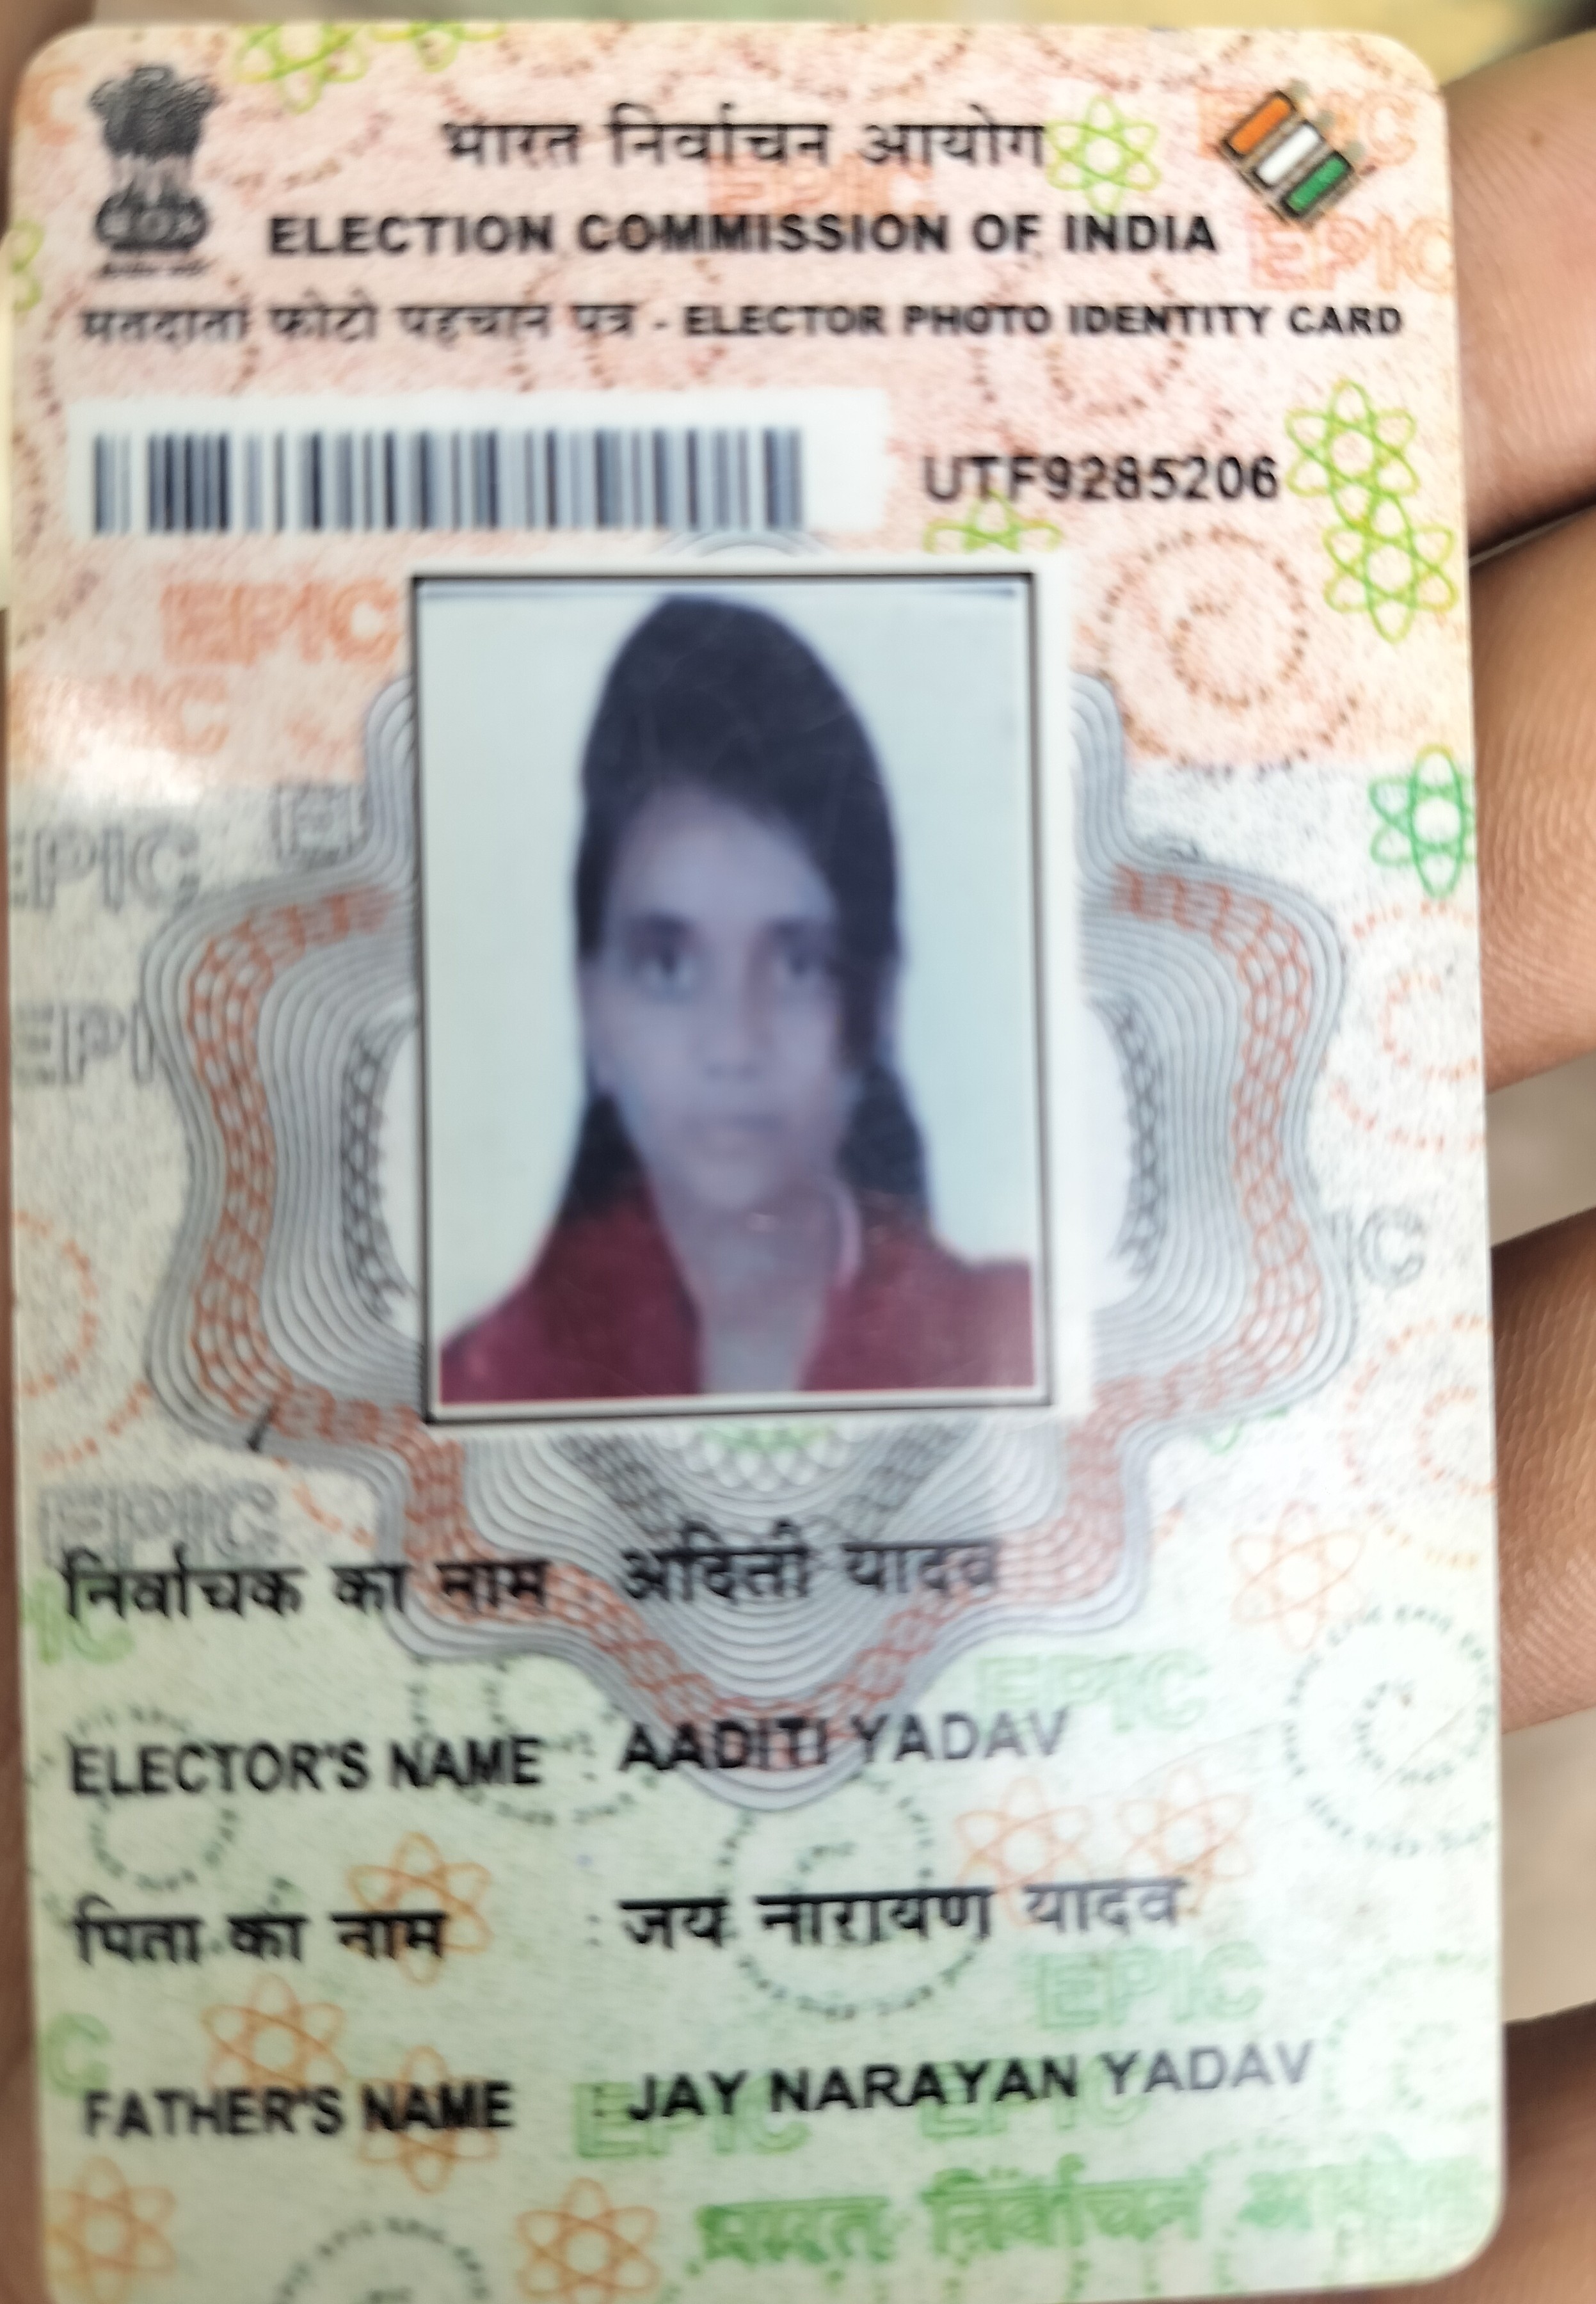 भारत निर्वाचन आयोग
ELECTION COMMISSION OF INDIA
मतदाता फोटो पहचान पत्र - ELECTOR PHOTO IDENTITY CARD
UTF9285206
निर्वाचक का नाम : अदिती यादव
ELECTOR'S NAME : AADITI YADAV
पिता का नाम : जय नारायण यादव
FATHER'S NAME : JAY NARAYAN YADAV
भारत निर्वाचन
EPIC